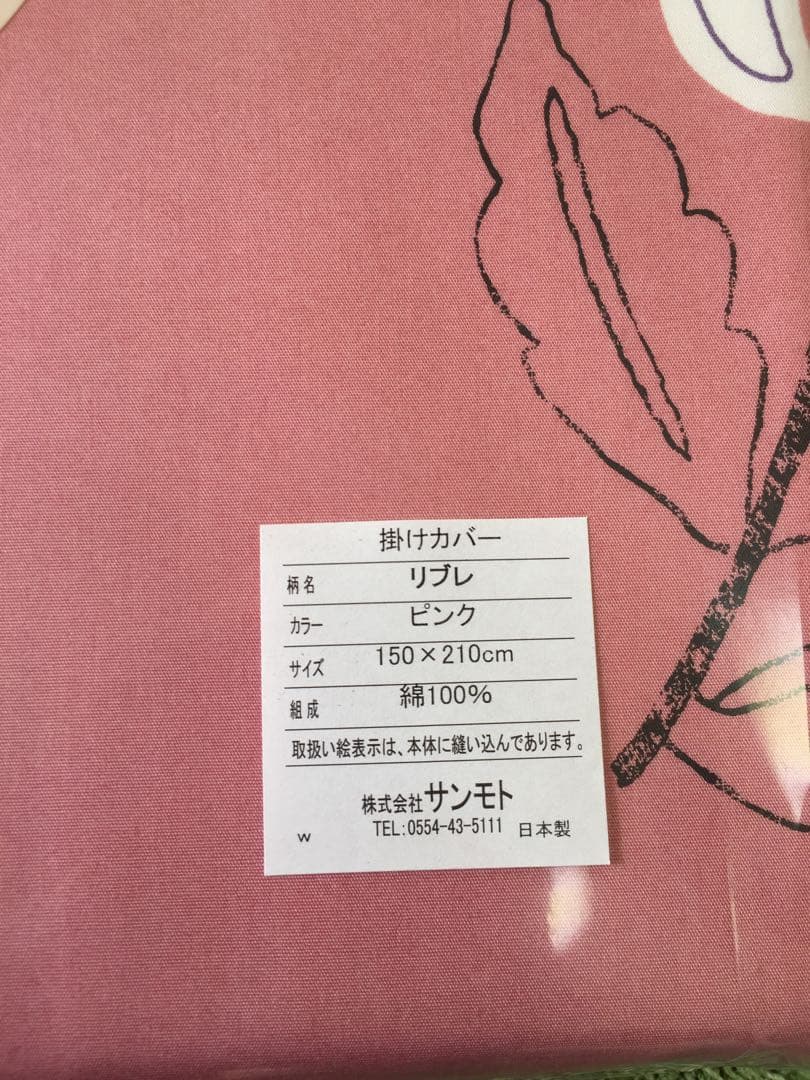 掛けカバー
柄名 リブレ
カラー ピンク
サイズ 150×210cm
組成 綿100%
取扱い絵表示は、本体に縫い込んであります。
株式会社サンモト
W TEL:0554-43-5111 日本製